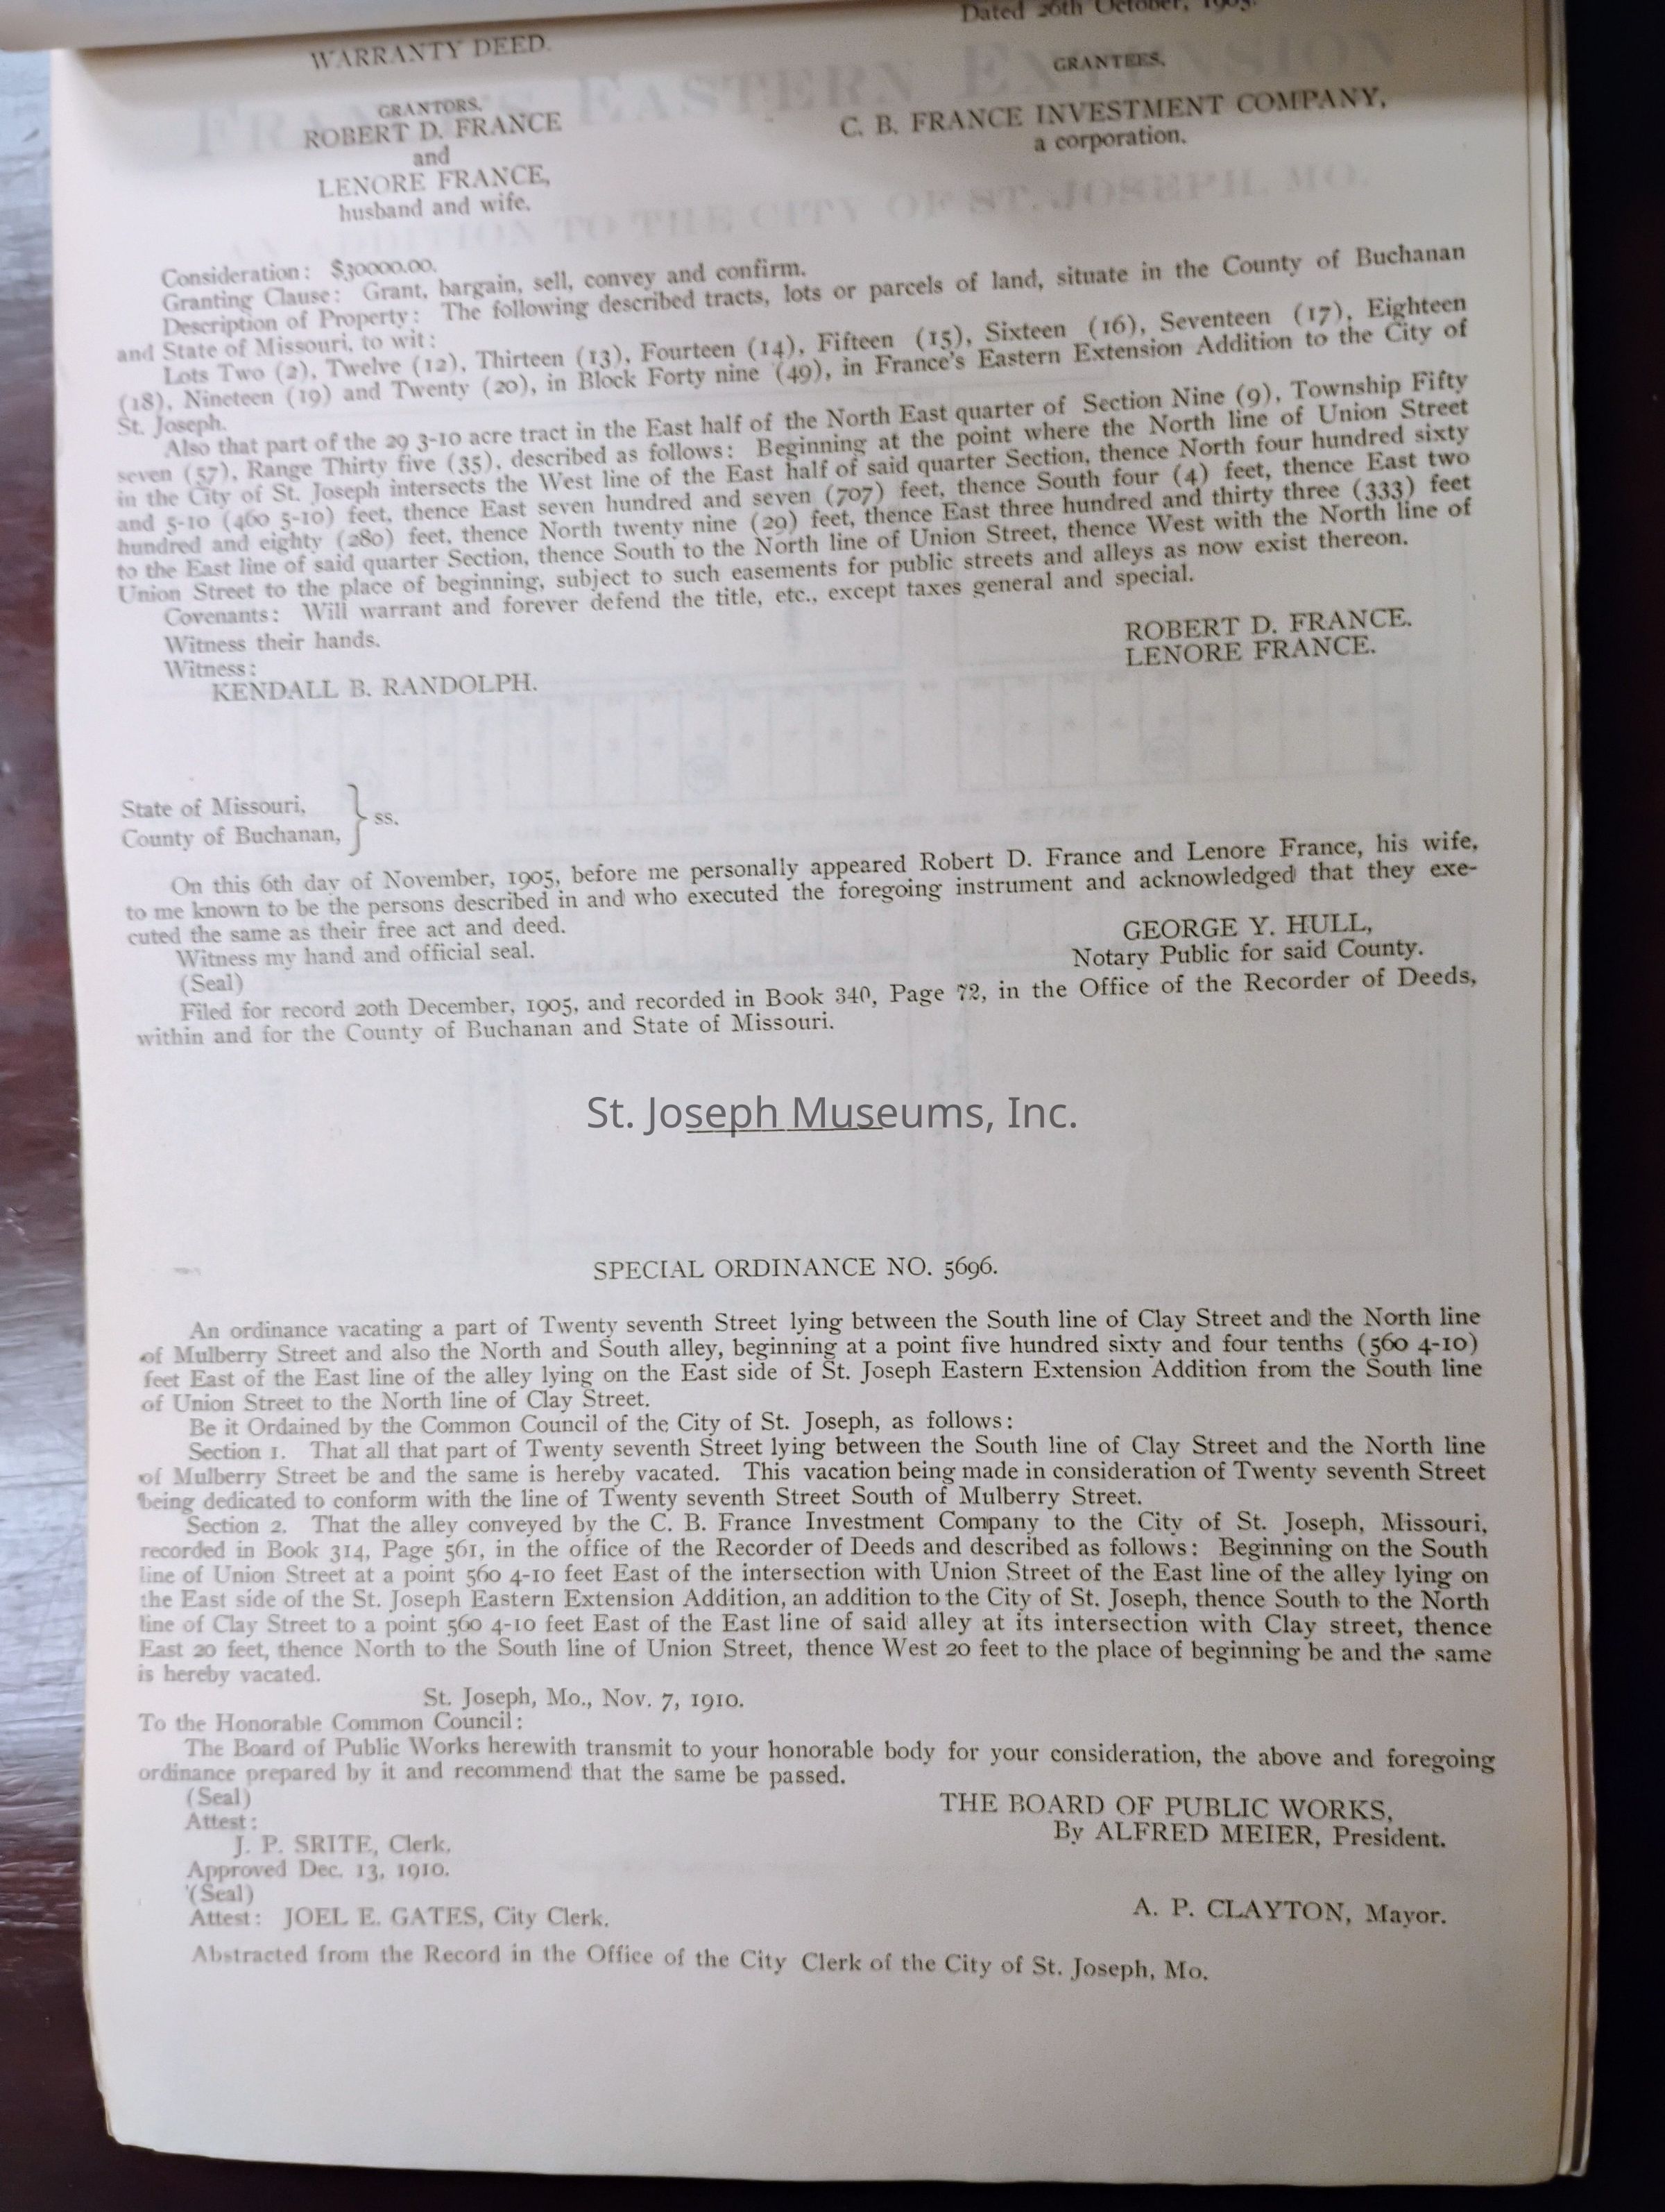 Dated 26th October, 1905.
WARRANTY DEED.
GRANTEES,
GRANTORS,
ROBERT D. FRANCE
and
LENORE FRANCE,
husband and wife.
C. B. FRANCE INVESTMENT COMPANY,
a corporation.
Consideration: $30000.00.
Granting Clause: Grant, bargain, sell, convey and confirm.
Description of Property: The following described tracts, lots or parcels of land, situate in the County of Buchanan
and State of Missouri, to wit:
Lots Two (2), Twelve (12), Thirteen (13), Fourteen (14), Fifteen (15), Sixteen (16), Seventeen (17), Eighteen
(18), Nineteen (19) and Twenty (20), in Block Forty nine (49), in France's Eastern Extension Addition to the City of
St. Joseph.
Also that part of the 29 3-10 acre tract in the East half of the North East quarter of Section Nine (9), Township Fifty
seven (57), Range Thirty five (35), described as follows: Beginning at the point where the North line of Union Street
in the City of St. Joseph intersects the West line of the East half of said quarter Section, thence North four hundred sixty
and 5-10 (460 5-10) feet, thence East seven hundred and seven (707) feet, thence South four (4) feet, thence East two
hundred and eighty (280) feet, thence North twenty nine (29) feet, thence East three hundred and thirty three (333) feet
to the East line of said quarter Section, thence South to the North line of Union Street, thence West with the North line of
Union Street to the place of beginning, subject to such easements for public streets and alleys as now exist thereon.
Covenants: Will warrant and forever defend the title, etc., except taxes general and special.
Witness their hands.
Witness:
KENDALL B. RANDOLPH.
ROBERT D. FRANCE.
LENORE FRANCE.
State of Missouri,
County of Buchanan, } ss.
On this 6th day of November, 1905, before me personally appeared Robert D. France and Lenore France, his wife,
to me known to be the persons described in and who executed the foregoing instrument and acknowledged that they exe-
cuted the same as their free act and deed.
Witness my hand and official seal.
(Seal)
GEORGE Y. HULL,
Notary Public for said County.
Filed for record 20th December, 1905, and recorded in Book 340, Page 72, in the Office of the Recorder of Deeds,
within and for the County of Buchanan and State of Missouri.
St. Joseph Museums, Inc.
SPECIAL ORDINANCE NO. 5696.
An ordinance vacating a part of Twenty seventh Street lying between the South line of Clay Street and the North line
of Mulberry Street and also the North and South alley, beginning at a point five hundred sixty and four tenths (560 4-10)
feet East of the East line of the alley lying on the East side of St. Joseph Eastern Extension Addition from the South line
of Union Street to the North line of Clay Street.
Be it Ordained by the Common Council of the City of St. Joseph, as follows:
Section 1. That all that part of Twenty seventh Street lying between the South line of Clay Street and the North line
of Mulberry Street be and the same is hereby vacated. This vacation being made in consideration of Twenty seventh Street
being dedicated to conform with the line of Twenty seventh Street South of Mulberry Street.
Section 2. That the alley conveyed by the C. B. France Investment Company to the City of St. Joseph, Missouri,
recorded in Book 314, Page 561, in the office of the Recorder of Deeds and described as follows: Beginning on the South
line of Union Street at a point 560 4-10 feet East of the intersection with Union Street of the East line of the alley lying on
the East side of the St. Joseph Eastern Extension Addition, an addition to the City of St. Joseph, thence South to the North
line of Clay Street to a point 560 4-10 feet East of the East line of said alley at its intersection with Clay street, thence
East 20 feet, thence North to the South line of Union Street, thence West 20 feet to the place of beginning be and the same
is hereby vacated.
St. Joseph, Mo., Nov. 7, 1910.
To the Honorable Common Council:
The Board of Public Works herewith transmit to your honorable body for your consideration, the above and foregoing
ordinance prepared by it and recommend that the same be passed.
(Seal)
Attest:
J. P. SRITE, Clerk.
THE BOARD OF PUBLIC WORKS,
By ALFRED MEIER, President.
Approved Dec. 13, 1910.
(Seal)
Attest: JOEL E. GATES, City Clerk.
A. P. CLAYTON, Mayor.
Abstracted from the Record in the Office of the City Clerk of the City of St. Joseph, Mo.